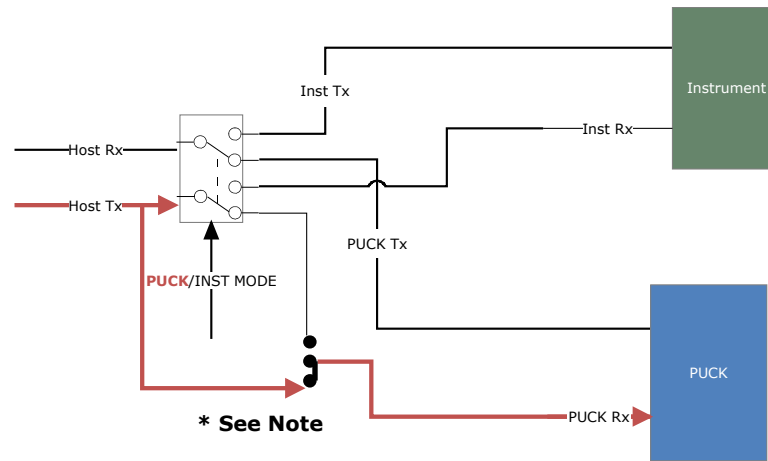 Instrument
Inst Tx
Inst Rx
Host Rx
Host Tx
PUCK Tx
PUCK/INST MODE
PUCK
PUCK Rx
* See Note